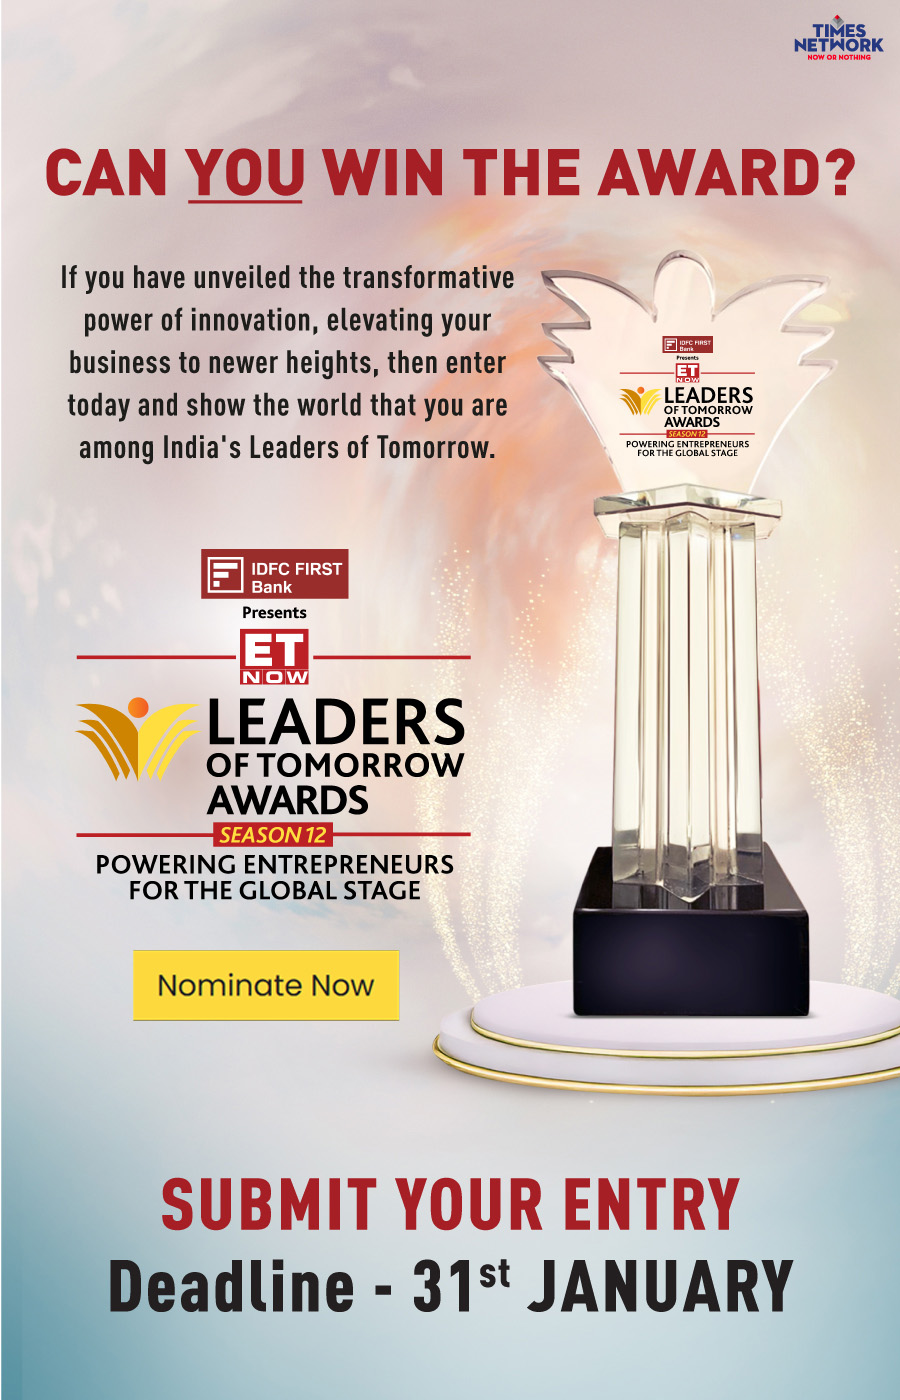 TIMES
NETWORK
NOW OR NOTHING
CAN YOU WIN THE AWARD?
If you have unveiled the transformative
power of innovation, elevating your
business to newer heights, then enter
today and show the world that you are
among India's Leaders of Tomorrow.
IDFC FIRST
Bank
Presents
ET
NOW
LEADERS
OF TOMORROW
AWARDS
SEASON 12
POWERING ENTREPRENEURS
FOR THE GLOBAL STAGE
IDFC FIRST
Bank
Presents
ET
NOW
LEADERS
OF TOMORROW
AWARDS
SEASON 12
POWERING ENTREPRENEURS
FOR THE GLOBAL STAGE
Nominate Now
SUBMIT YOUR ENTRY
Deadline - 31st JANUARY